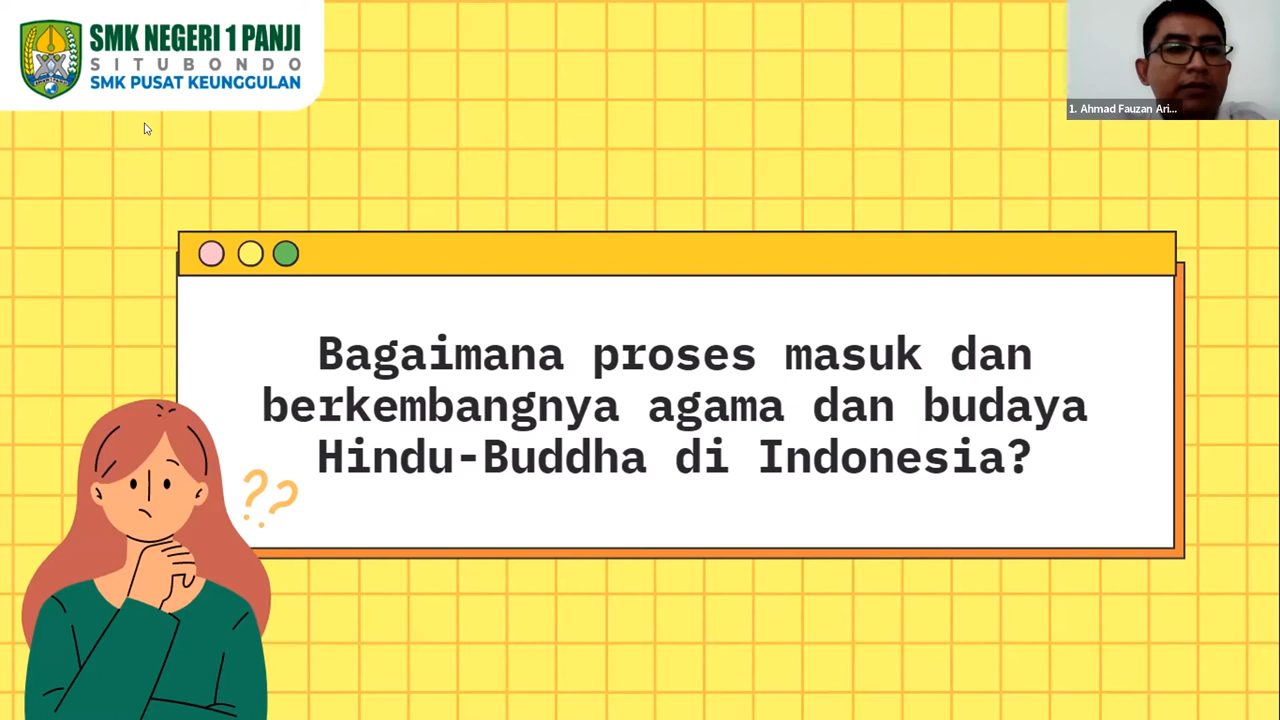 SMK NEGERI 1 PANJI
SITUBONDO
SMK PUSAT KEUNGGULAN
1. Ahmad Fauzan Ari...
Bagaimana proses masuk dan
berkembangnya agama dan budaya
Hindu-Buddha di Indonesia?
??